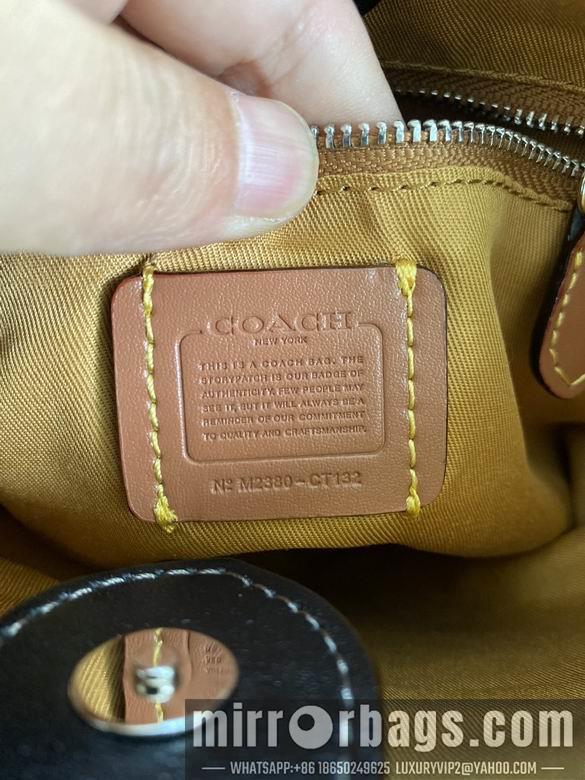 COACH
NEW YORK
THIS IS A COACH BAG. THE
STORYPATCH IS OUR BADGE OF
AUTHENTICITY. FEW PEOPLE MAY
SEE IT, BUT IT WILL ALWAYS BE A
REMINDER OF OUR COMMITMENT
TO QUALITY AND CRAFTSMANSHIP.
Nº M2380-CT132
mirrorbags.com
WHATSAPP:+86 18650249625 LUXURYVIP2@YAHOO.COM